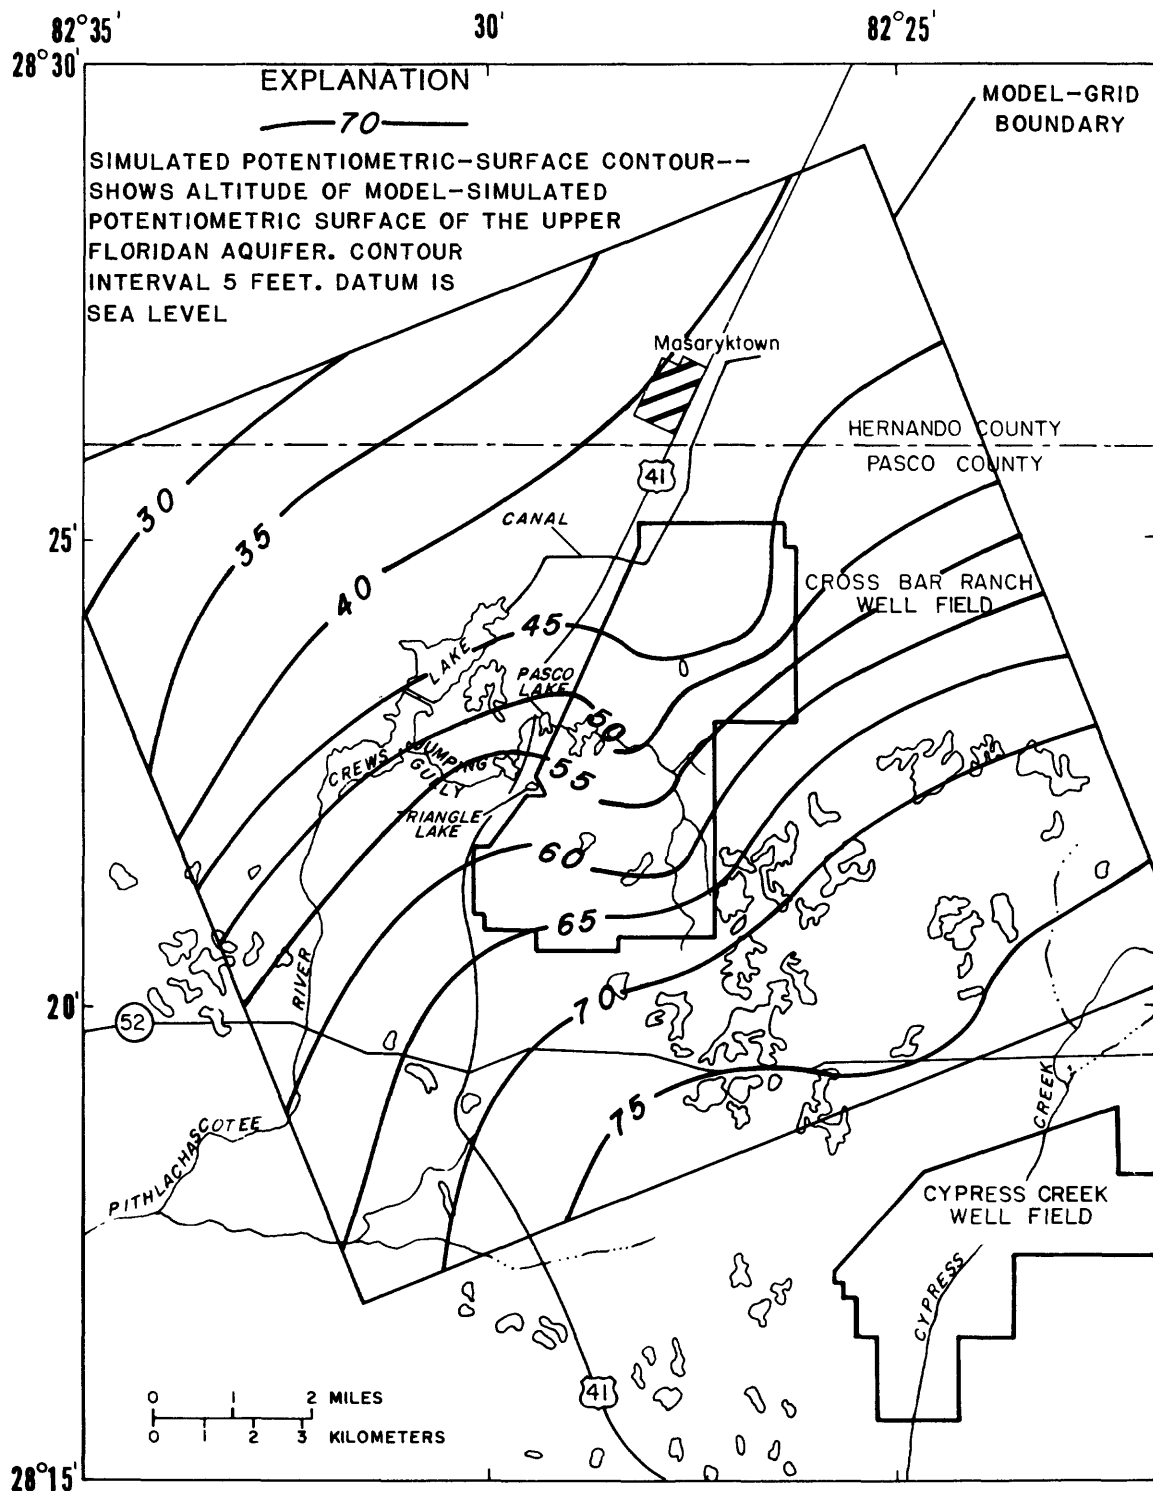 82°35'
30'
82°25'
28°30'
EXPLANATION
70
SIMULATED POTENTIOMETRIC-SURFACE CONTOUR--
SHOWS ALTITUDE OF MODEL-SIMULATED
POTENTIOMETRIC SURFACE OF THE UPPER
FLORIDAN AQUIFER. CONTOUR
INTERVAL 5 FEET. DATUM IS
SEA LEVEL
MODEL-GRID
BOUNDARY
Masaryktown
HERNANDO COUNTY
PASCO COUNTY
41
30
35
40
25'
CANAL
CROSS BAR RANCH
WELL FIELD
45
LAKE
PASCO
LAKE
50
CREWS
JUMPING
GULLY
55
TRIANGLE
LAKE
60
65
RIVER
70
20'
52
75
CREEK
PITHLACHASCOTEE
CYPRESS CREEK
WELL FIELD
CYPRESS
41
0 1 2 MILES
0 1 2 3 KILOMETERS
28°15'